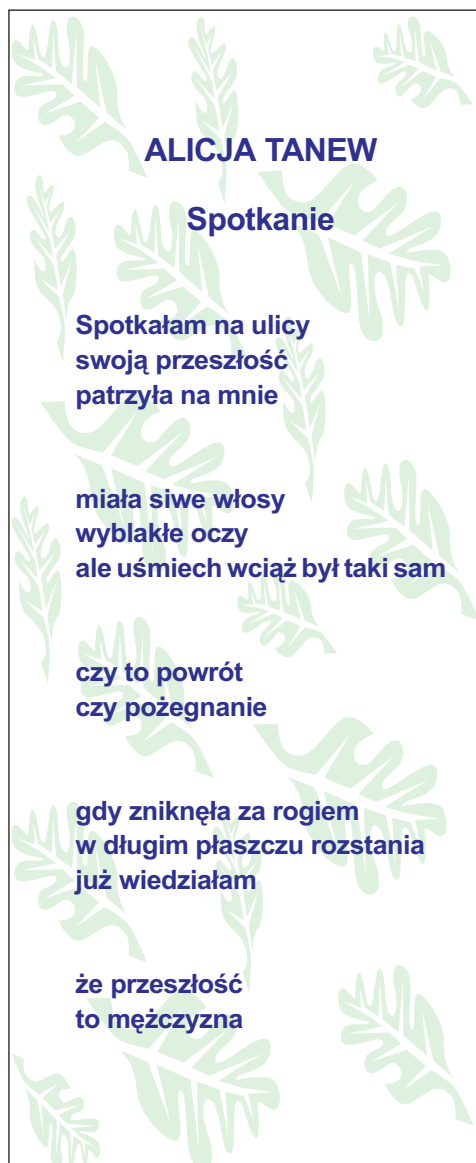 ALICJA TANEW
Spotkanie
Spotkałam na ulicy
swoją przeszłość
patrzyła na mnie
miała siwe włosy
wyblakłe oczy
ale uśmiech wciąż był taki sam
czy to powrót
czy pożegnanie
gdy zniknęła za rogiem
w długim płaszczu rozstania
już wiedziałam
że przeszłość
to mężczyzna